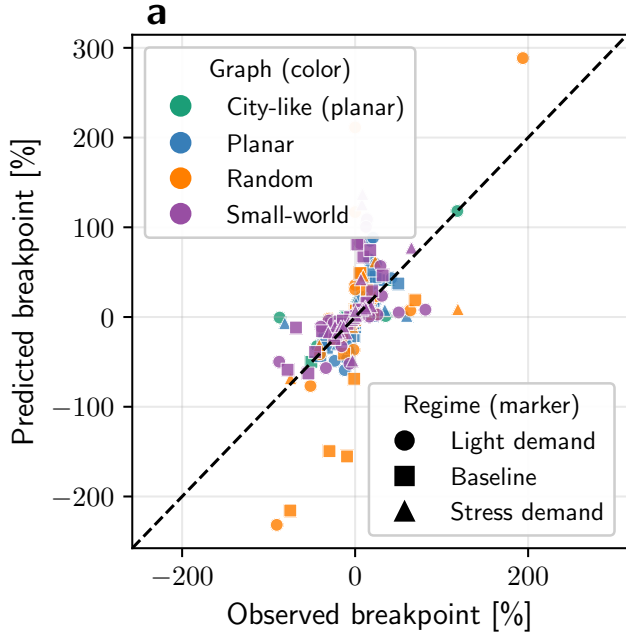 a
Predicted breakpoint [%]
300
200
100
0
−100
−200
Graph (color)
City-like (planar)
Planar
Random
Small-world
Regime (marker)
Light demand
Baseline
Stress demand
−200
0
200
Observed breakpoint [%]